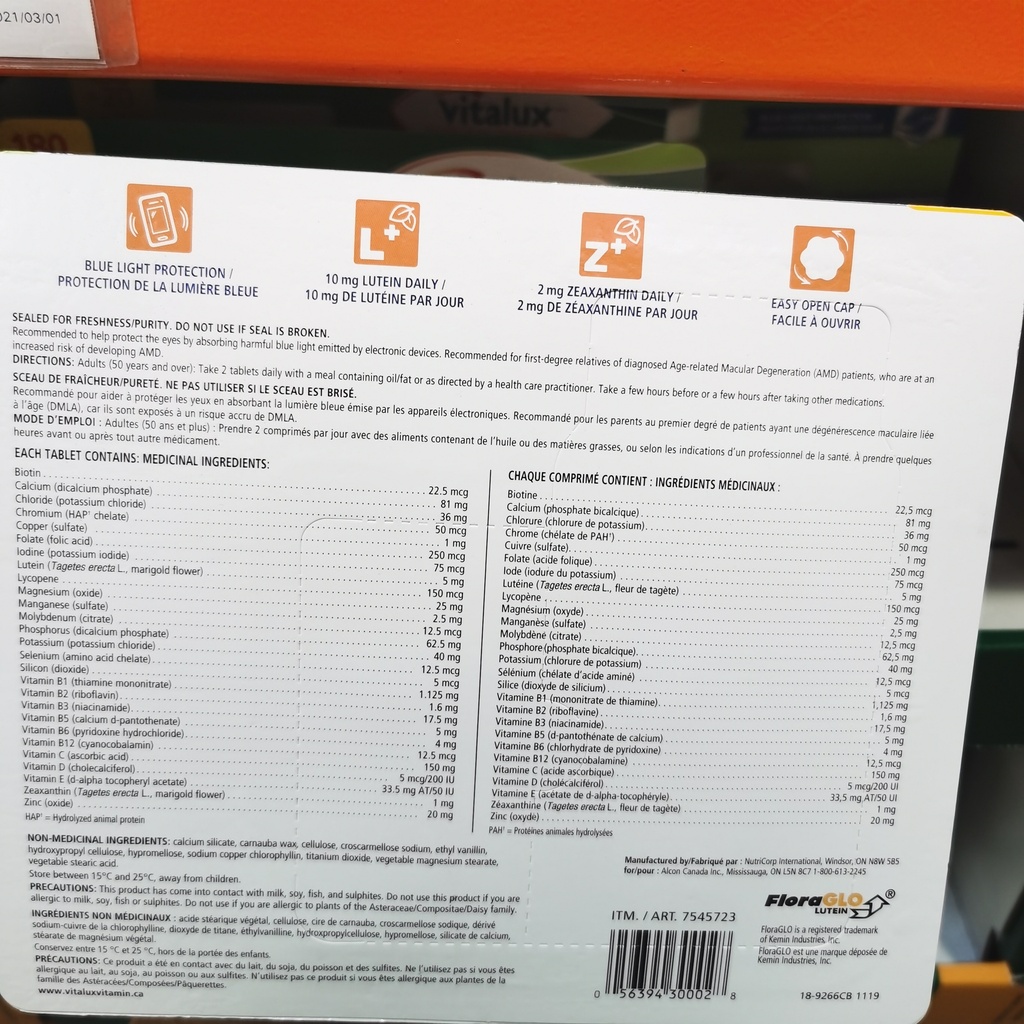 021/03/01
vitalux
180
BLUE LIGHT PROTECTION /
PROTECTION DE LA LUMIÈRE BLEUE
L+
10 mg LUTEIN DAILY /
10 mg DE LUTÉINE PAR JOUR
Z+
2 mg ZEAXANTHIN DAILY /
2 mg DE ZÉAXANTHINE PAR JOUR
EASY OPEN CAP /
FACILE À OUVRIR
SEALED FOR FRESHNESS/PURITY. DO NOT USE IF SEAL IS BROKEN.
Recommended to help protect the eyes by absorbing harmful blue light emitted by electronic devices. Recommended for first-degree relatives of diagnosed Age-related Macular Degeneration (AMD) patients, who are at an
increased risk of developing AMD.
DIRECTIONS: Adults (50 years and over): Take 2 tablets daily with a meal containing oil/fat or as directed by a health care practitioner. Take a few hours before or a few hours after taking other medications.
SCEAU DE FRAÎCHEUR/PURETÉ. NE PAS UTILISER SI LE SCEAU EST BRISÉ.
Recommandé pour aider à protéger les yeux en absorbant la lumière bleue émise par les appareils électroniques. Recommandé pour les parents au premier degré de patients ayant une dégénérescence maculaire liée
à l'âge (DMLA), car ils sont exposés à un risque accru de DMLA.
MODE D'EMPLOI : Adultes (50 ans et plus) : Prendre 2 comprimés par jour avec des aliments contenant de l'huile ou des matières grasses, ou selon les indications d'un professionnel de la santé. À prendre quelques
heures avant ou après tout autre médicament.
EACH TABLET CONTAINS: MEDICINAL INGREDIENTS:
Biotin 22.5 mcg
Calcium (dicalcium phosphate) 81 mg
Chloride (potassium chloride) 36 mg
Chromium (HAP¹ chelate) 50 mcg
Copper (sulfate) 1 mg
Folate (folic acid) 250 mcg
Iodine (potassium iodide) 75 mcg
Lutein (Tagetes erecta L., marigold flower) 5 mg
Lycopene 150 mcg
Magnesium (oxide) 25 mg
Manganese (sulfate) 2.5 mg
Molybdenum (citrate) 12.5 mcg
Phosphorus (dicalcium phosphate) 62.5 mg
Potassium (potassium chloride) 40 mg
Selenium (amino acid chelate) 12.5 mcg
Silicon (dioxide) 5 mcg
Vitamin B1 (thiamine mononitrate) 1.125 mg
Vitamin B2 (riboflavin) 1.6 mg
Vitamin B3 (niacinamide) 17.5 mg
Vitamin B5 (calcium d-pantothenate) 5 mg
Vitamin B6 (pyridoxine hydrochloride) 4 mg
Vitamin B12 (cyanocobalamin) 12.5 mcg
Vitamin C (ascorbic acid) 150 mg
Vitamin D (cholecalciferol) 5 mcg/200 IU
Vitamin E (d-alpha tocopheryl acetate) 33.5 mg AT/50 IU
Zeaxanthin (Tagetes erecta L., marigold flower) 1 mg
Zinc (oxide) 20 mg
HAP¹ = Hydrolyzed animal protein
CHAQUE COMPRIMÉ CONTIENT : INGRÉDIENTS MÉDICINAUX :
Biotine 22,5 mcg
Calcium (phosphate bicalcique) 81 mg
Chlorure (chlorure de potassium) 36 mg
Chrome (chélate de PAH¹) 50 mcg
Cuivre (sulfate) 1 mg
Folate (acide folique) 250 mcg
Iode (iodure du potassium) 75 mcg
Lutéine (Tagetes erecta L., fleur de tagète) 5 mg
Lycopène 150 mcg
Magnésium (oxyde) 25 mg
Manganèse (sulfate) 2,5 mg
Molybdène (citrate) 12,5 mcg
Phosphore (phosphate bicalcique) 62,5 mg
Potassium (chlorure de potassium) 40 mg
Sélénium (chélate d'acide aminé) 12,5 mcg
Silice (dioxyde de silicium) 5 mcg
Vitamine B1 (mononitrate de thiamine) 1,125 mg
Vitamine B2 (riboflavine) 1,6 mg
Vitamine B3 (niacinamide) 17,5 mg
Vitamine B5 (d-pantothénate de calcium) 5 mg
Vitamine B6 (chlorhydrate de pyridoxine) 4 mg
Vitamine B12 (cyanocobalamine) 12,5 mcg
Vitamine C (acide ascorbique) 150 mg
Vitamine D (cholécalciférol) 5 mcg/200 UI
Vitamine E (acétate de d-alpha-tocophéryle) 33,5 mg AT/50 UI
Zéaxanthine (Tagetes erecta L., fleur de tagète) 1 mg
Zinc (oxyde) 20 mg
PAH¹ = Protéines animales hydrolysées
NON-MEDICINAL INGREDIENTS: calcium silicate, carnauba wax, cellulose, croscarmellose sodium, ethyl vanillin,
hydroxypropyl cellulose, hypromellose, sodium copper chlorophyllin, titanium dioxide, vegetable magnesium stearate,
vegetable stearic acid.
Store between 15°C and 25°C, away from children.
PRECAUTIONS: This product has come into contact with milk, soy, fish, and sulphites. Do not use this product if you are
allergic to milk, soy, fish or sulphites. Do not use if you are allergic to plants of the Asteraceae/Compositae/Daisy family.
INGRÉDIENTS NON MÉDICINAUX : acide stéarique végétal, cellulose, cire de carnauba, croscarmellose sodique, dérivé
sodium-cuivre de la chlorophylline, dioxyde de titane, éthylvanilline, hydroxypropylcellulose, hypromellose, silicate de calcium,
stéarate de magnésium végétal.
Conservez entre 15 °C et 25 °C, hors de la portée des enfants.
PRÉCAUTIONS: Ce produit a été en contact avec du lait, du soja, du poisson et des sulfites. Ne l'utilisez pas si vous êtes
allergique au lait, au soja, au poisson ou aux sulfites. N'utilisez pas ce produit si vous êtes allergique aux plantes de la
famille des Astéracées/Composées/Pâquerettes.
www.vitaluxvitamin.ca
Manufactured by/Fabriqué par : NutriCorp International, Windsor, ON N8W 5B5
for/pour : Alcon Canada Inc., Mississauga, ON L5N 8C7 1-800-613-2245
ITM. / ART. 7545723
0 56394 30002 8
FloraGLO®
LUTEIN
FloraGLO is a registered trademark
of Kemin Industries, Inc.
FloraGLO est une marque déposée de
Kemin Industries, Inc.
18-9266CB 1119